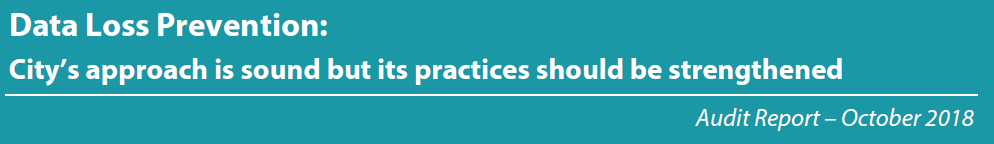 Data Loss Prevention:
City’s approach is sound but its practices should be strengthened
Audit Report – October 2018